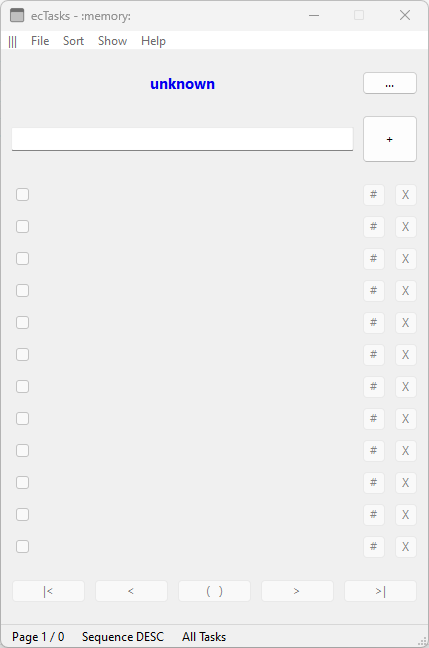 ecTasks - :memory:
||| File Sort Show Help
unknown ...
+
# X
# X
# X
# X
# X
# X
# X
# X
# X
# X
# X
# X
|< < ( ) > >|
Page 1 / 0 Sequence DESC All Tasks